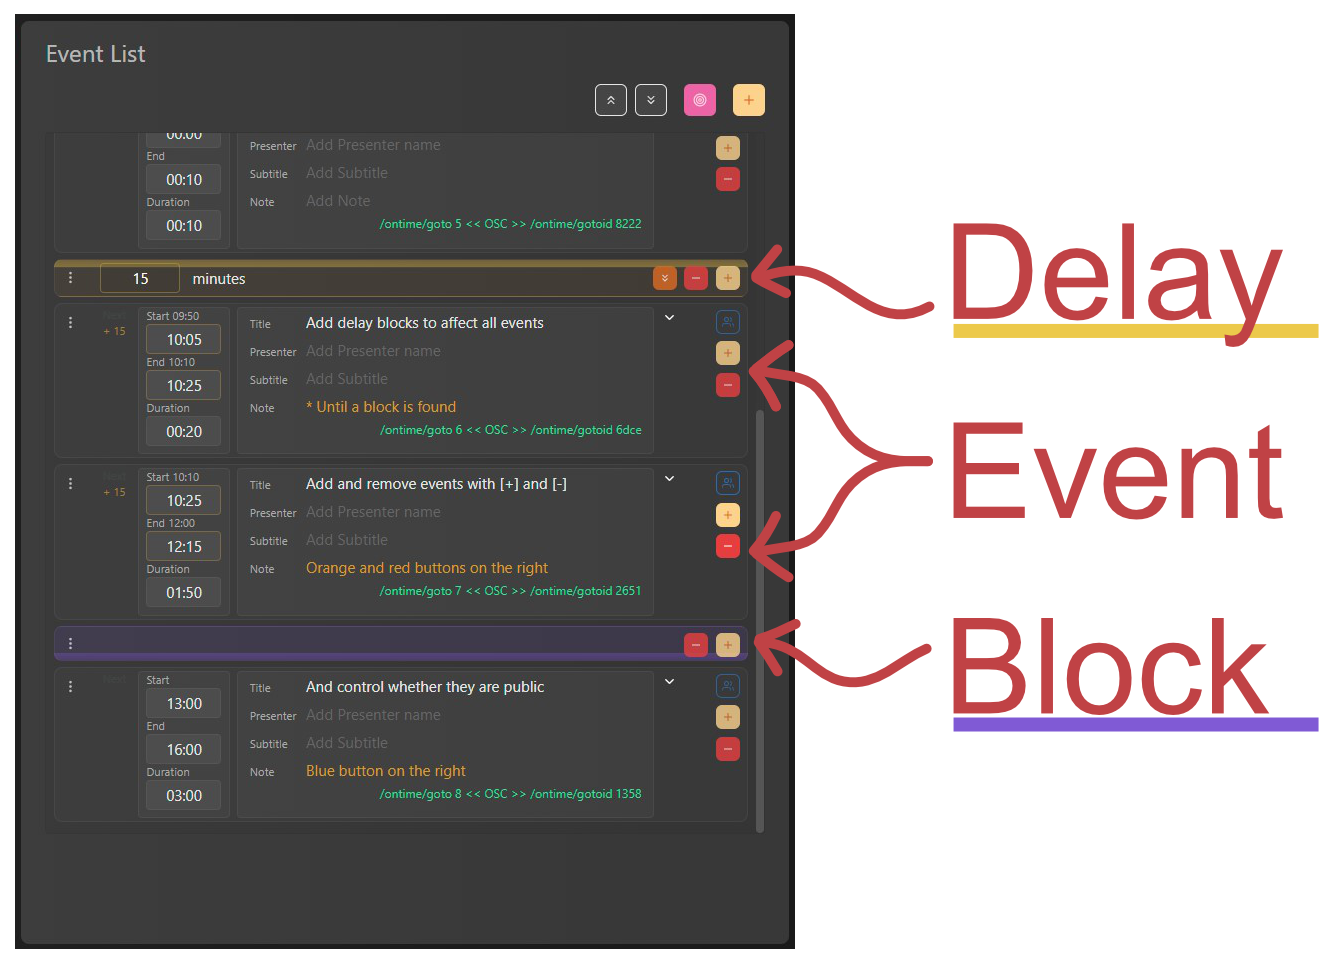 Event List
00:00
End
00:10
Duration
00:10
Presenter Add Presenter name
Subtitle Add Subtitle
Note Add Note
/ontime/goto 5 << OSC >> /ontime/gotoid 8222
15 minutes
Delay
Next
+ 15
Start 09:50
10:05
End 10:10
10:25
Duration
00:20
Title Add delay blocks to affect all events
Presenter Add Presenter name
Subtitle Add Subtitle
Note * Until a block is found
/ontime/goto 6 << OSC >> /ontime/gotoid 6dce
Event
Next
+ 15
Start 10:10
10:25
End 12:00
12:15
Duration
01:50
Title Add and remove events with [+] and [-]
Presenter Add Presenter name
Subtitle Add Subtitle
Note Orange and red buttons on the right
/ontime/goto 7 << OSC >> /ontime/gotoid 2651
Block
Next
Start
13:00
End
16:00
Duration
03:00
Title And control whether they are public
Presenter Add Presenter name
Subtitle Add Subtitle
Note Blue button on the right
/ontime/goto 8 << OSC >> /ontime/gotoid 1358